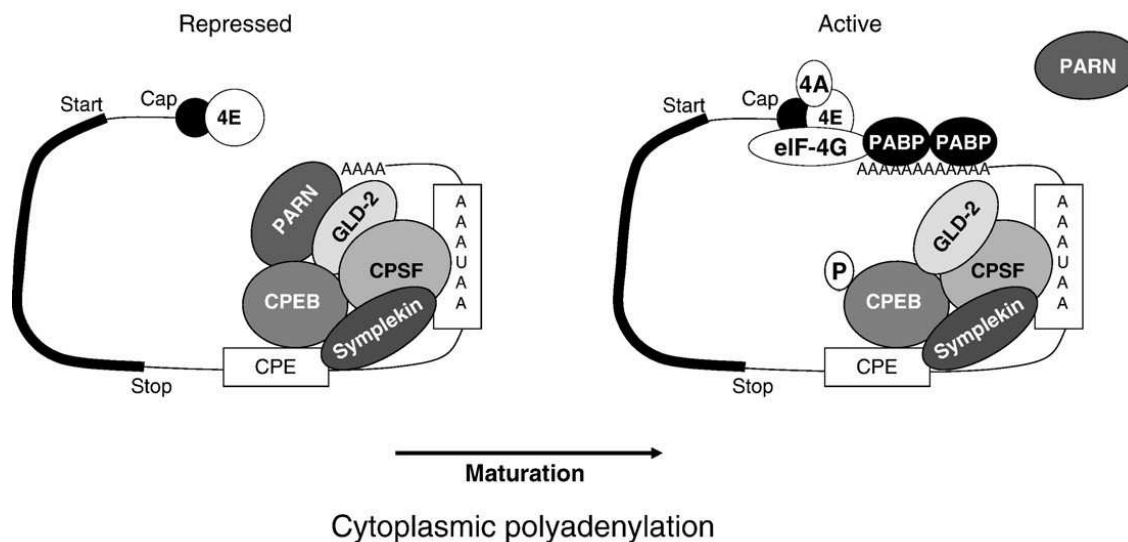 Repressed
Active
Start
Cap
4E
PARN
AAAA
GLD-2
CPEB
CPSF
Symplekin
CPE
Stop
A
A
A
U
A
A
PARN
Start
Cap
4A
4E
eIF-4G
PABP
PABP
AAAAAAAAAAAA
GLD-2
P
CPEB
CPSF
Symplekin
CPE
Stop
A
A
A
U
A
A
Maturation
Cytoplasmic polyadenylation